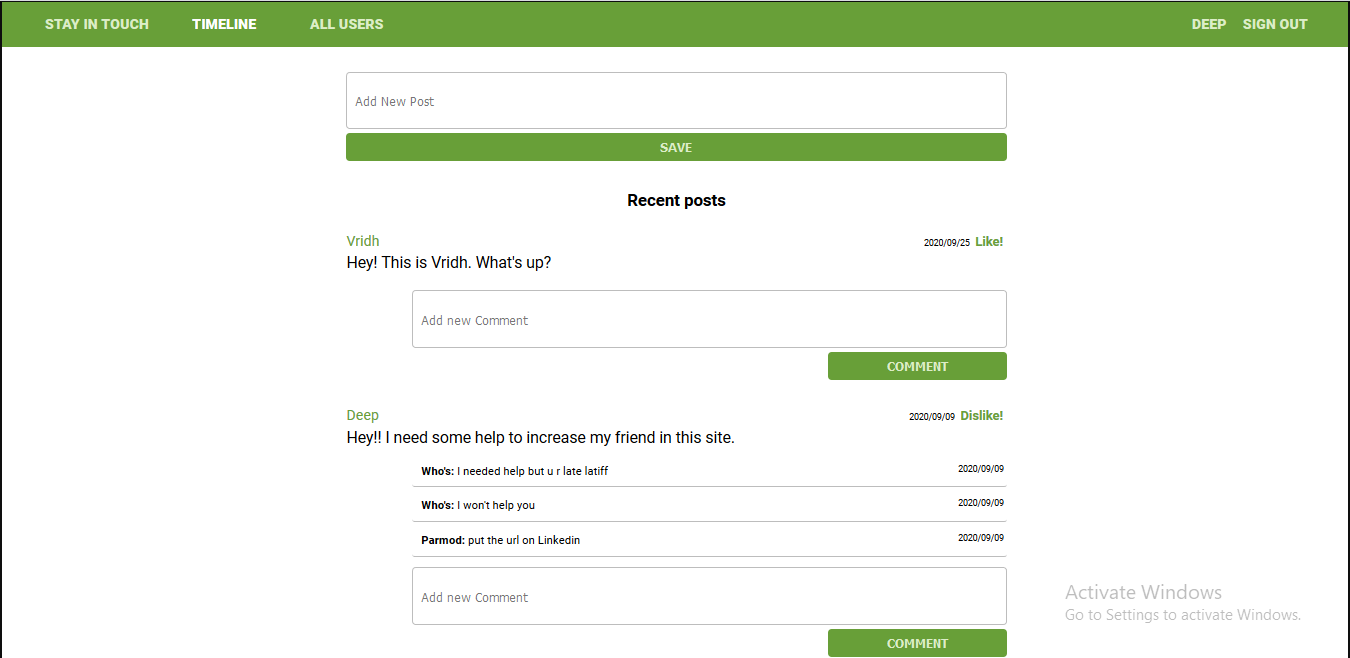 STAY IN TOUCH TIMELINE ALL USERS DEEP SIGN OUT
Add New Post
SAVE
Recent posts
Vridh 2020/09/25 Like!
Hey! This is Vridh. What's up?
Add new Comment
COMMENT
Deep 2020/09/09 Dislike!
Hey!! I need some help to increase my friend in this site.
Who's: I needed help but u r late latiff 2020/09/09
Who's: I won't help you 2020/09/09
Parmod: put the url on Linkedin 2020/09/09
Add new Comment
COMMENT
Activate Windows
Go to Settings to activate Windows.